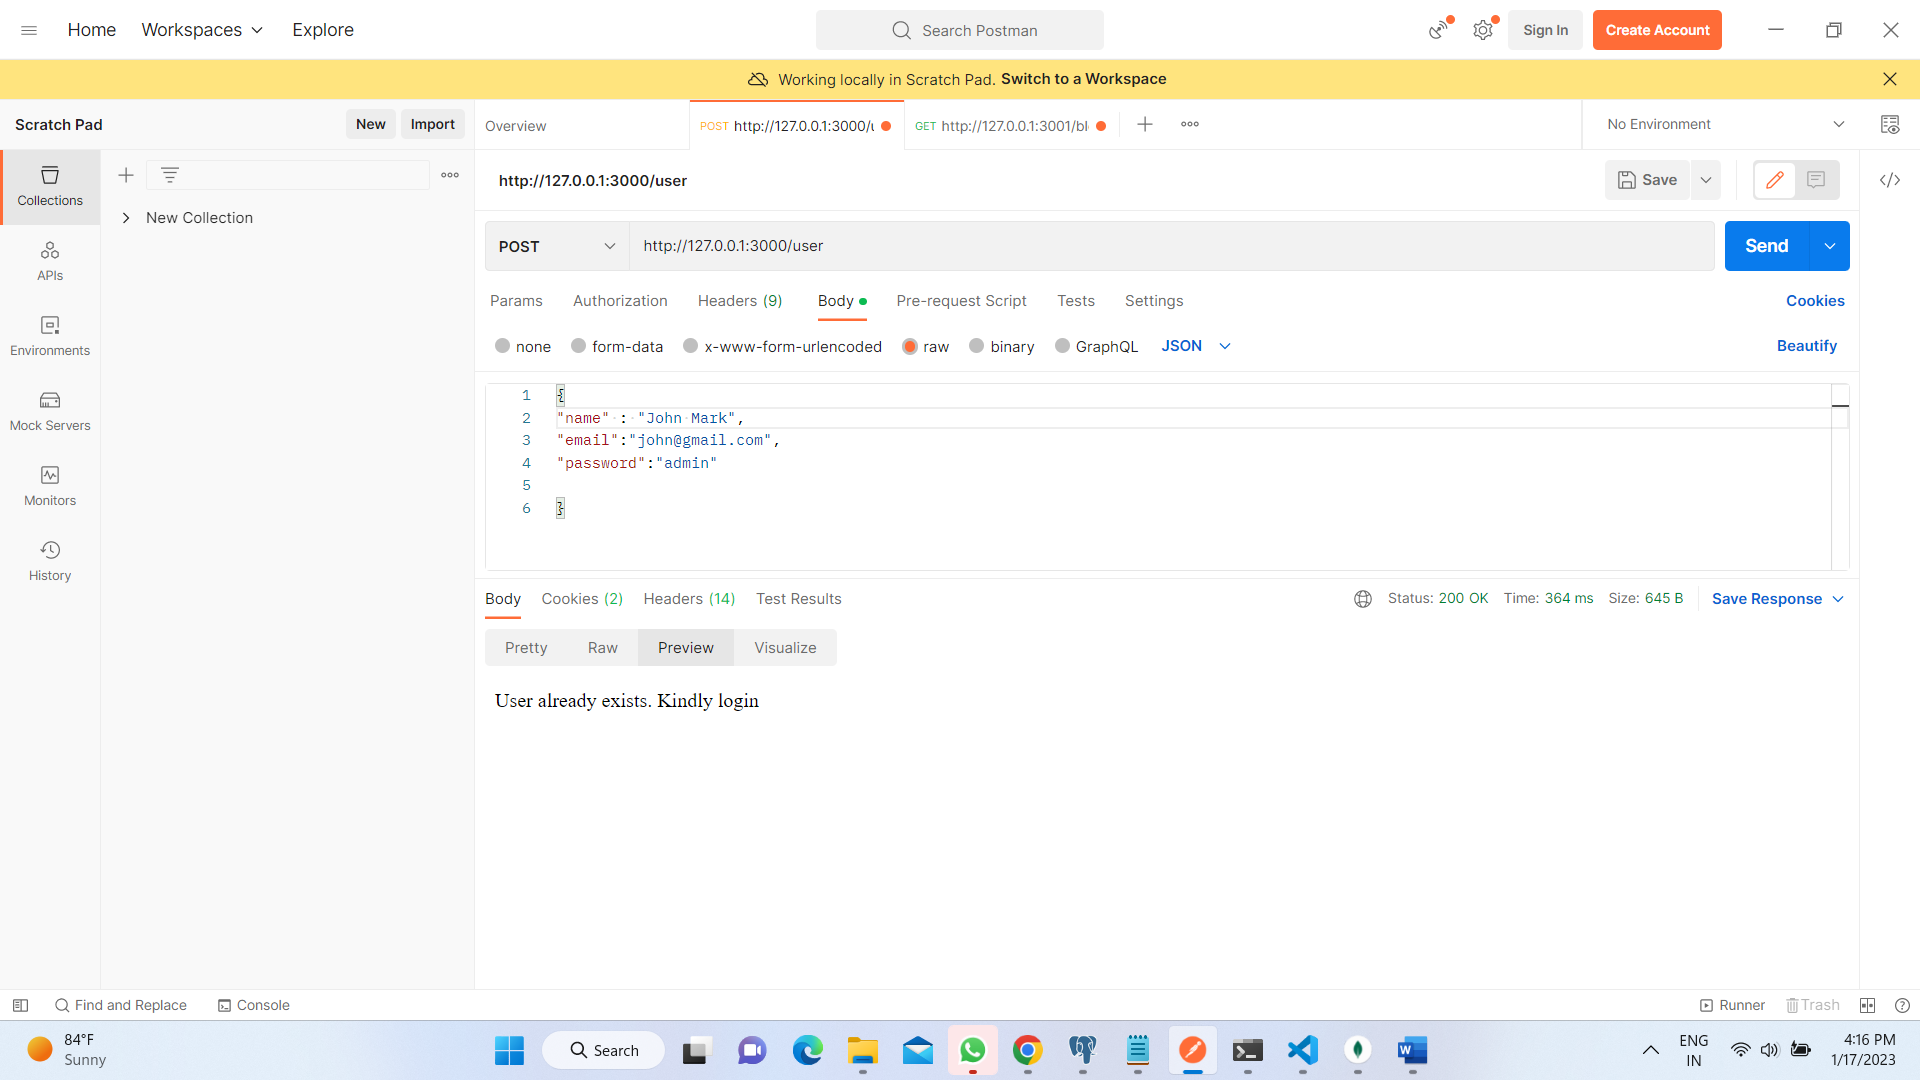 Home Workspaces Explore
Search Postman
Sign In Create Account
Working locally in Scratch Pad. Switch to a Workspace
Scratch Pad New Import
Overview
POST http://127.0.0.1:3000/u
GET http://127.0.0.1:3001/bl
No Environment
Collections
New Collection
APIs
Environments
Mock Servers
Monitors
History
http://127.0.0.1:3000/user
Save
POST http://127.0.0.1:3000/user
Send
Params Authorization Headers (9) Body Pre-request Script Tests Settings Cookies
none form-data x-www-form-urlencoded raw binary GraphQL JSON Beautify
1 {
2 "name" : "John Mark",
3 "email":"john@gmail.com",
4 "password":"admin"
5
6 }
Body Cookies (2) Headers (14) Test Results
Status: 200 OK Time: 364 ms Size: 645 B Save Response
Pretty Raw Preview Visualize
User already exists. Kindly login
Find and Replace Console
Runner Trash
84°F
Sunny
Search
ENG
IN
4:16 PM
1/17/2023